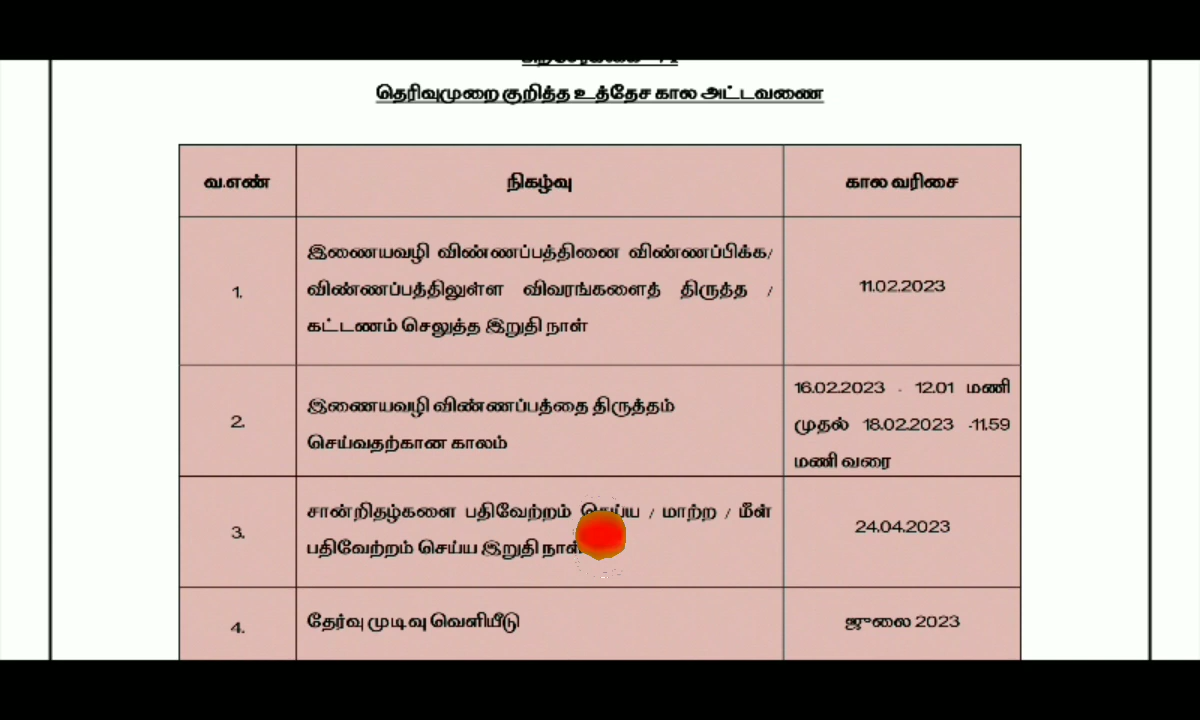 தெரிவுமுறை குறித்த உத்தேச கால அட்டவணை
வ.எண் நிகழ்வு கால வரிசை
1. இணையவழி விண்ணப்பத்தினை விண்ணப்பிக்க/
விண்ணப்பத்திலுள்ள விவரங்களைத் திருத்த /
கட்டணம் செலுத்த இறுதி நாள்
11.02.2023
2. இணையவழி விண்ணப்பத்தை திருத்தம்
செய்வதற்கான காலம்
16.02.2023 - 12.01 மணி
முதல் 18.02.2023 -11.59
மணி வரை
3. சான்றிதழ்களை பதிவேற்றம் செய்ய / மாற்ற / மீள்
பதிவேற்றம் செய்ய இறுதி நாள்
24.04.2023
4. தேர்வு முடிவு வெளியீடு
ஜுலை 2023